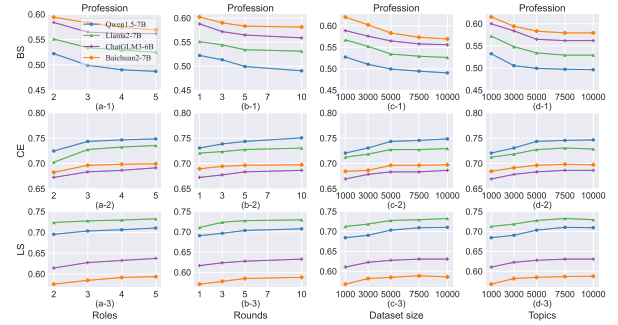 Profession Profession Profession Profession
BS
0.60 0.55 0.50 0.45
Qwen1.5-7B
Llama2-7B
ChatGLM3-6B
Baichuan2-7B
2 3 4 5
(a-1)
0.60 0.55 0.50 0.45
1 3 5 7 10
(b-1)
0.60 0.55 0.50 0.45
1000 3000 5000 7500 10000
(c-1)
0.60 0.55 0.50 0.45
1000 3000 5000 7500 10000
(d-1)
CE
0.80 0.75 0.70 0.65
2 3 4 5
(a-2)
0.80 0.75 0.70 0.65
1 3 5 7 10
(b-2)
0.80 0.75 0.70 0.65
1000 3000 5000 7500 10000
(c-2)
0.80 0.75 0.70 0.65
1000 3000 5000 7500 10000
(d-2)
LS
0.75 0.70 0.65 0.60
2 3 4 5
(a-3)
Roles
0.75 0.70 0.65 0.60
1 3 5 7 10
(b-3)
Rounds
0.75 0.70 0.65 0.60
1000 3000 5000 7500 10000
(c-3)
Dataset size
0.75 0.70 0.65 0.60
1000 3000 5000 7500 10000
(d-3)
Topics